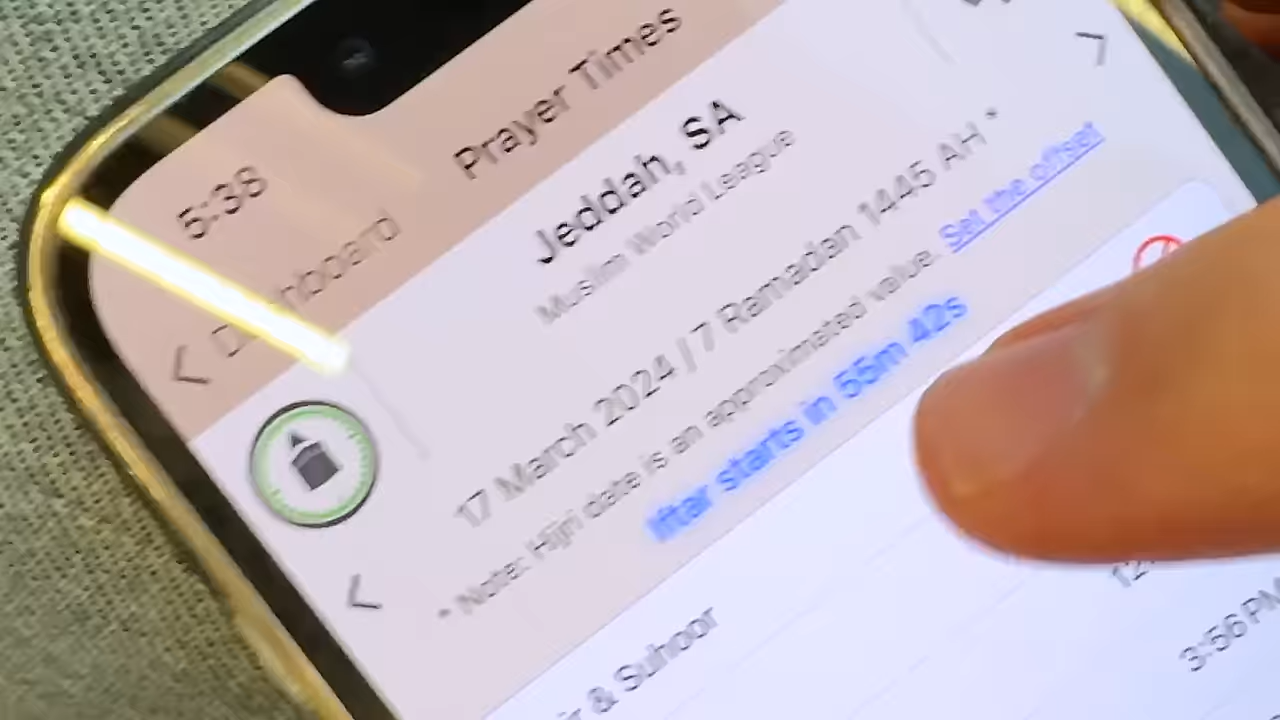 5:38
Prayer Times
Jeddah, SA
Muslim World League
17 March 2024 / 7 Ramadan 1445 AH *
* Note: Hijri date is an approximated value. Set the offset
Iftar starts in 55m 42s
& Suhoor
3:56 PM